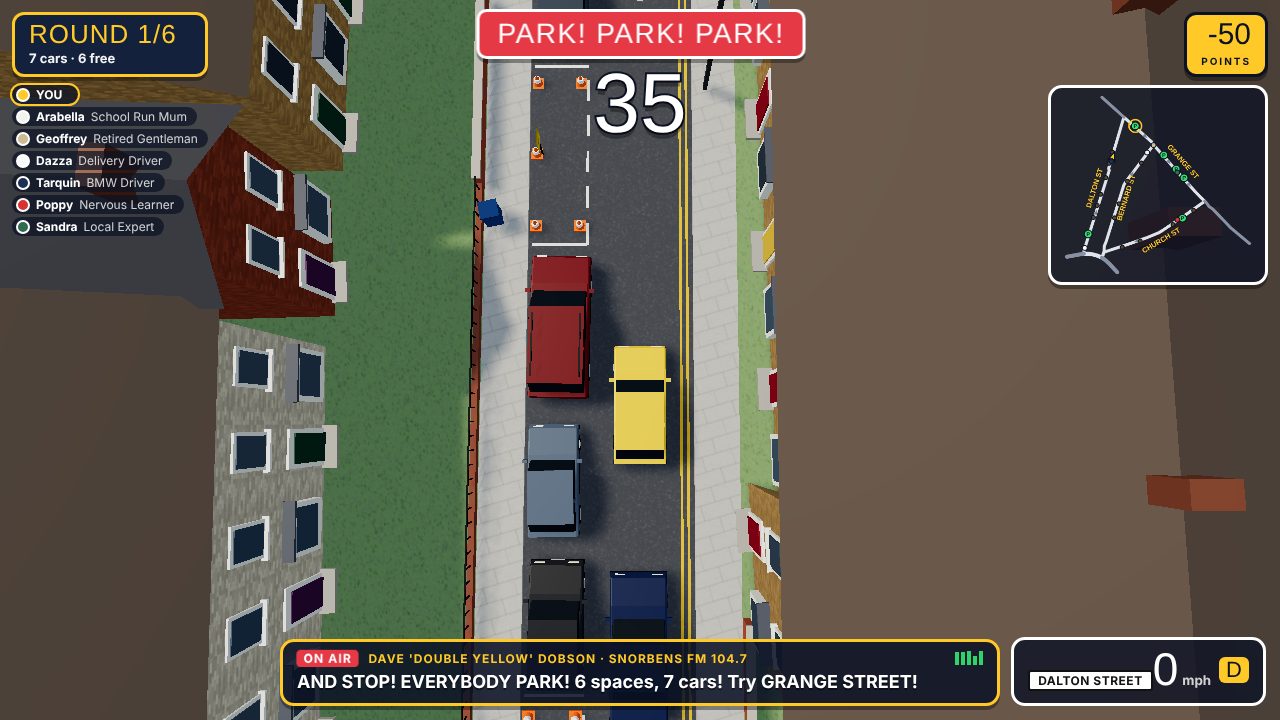 ROUND 1/6
7 cars · 6 free
YOU
Arabella School Run Mum
Geoffrey Retired Gentleman
Dazza Delivery Driver
Tarquin BMW Driver
Poppy Nervous Learner
Sandra Local Expert
PARK! PARK! PARK!
35
-50
POINTS
GRANGE ST
DALTON ST
BERNARD ST
CHURCH ST
ON AIR DAVE 'DOUBLE YELLOW' DOBSON · SNORBENS FM 104.7
AND STOP! EVERYBODY PARK! 6 spaces, 7 cars! Try GRANGE STREET!
DALTON STREET 0 mph D